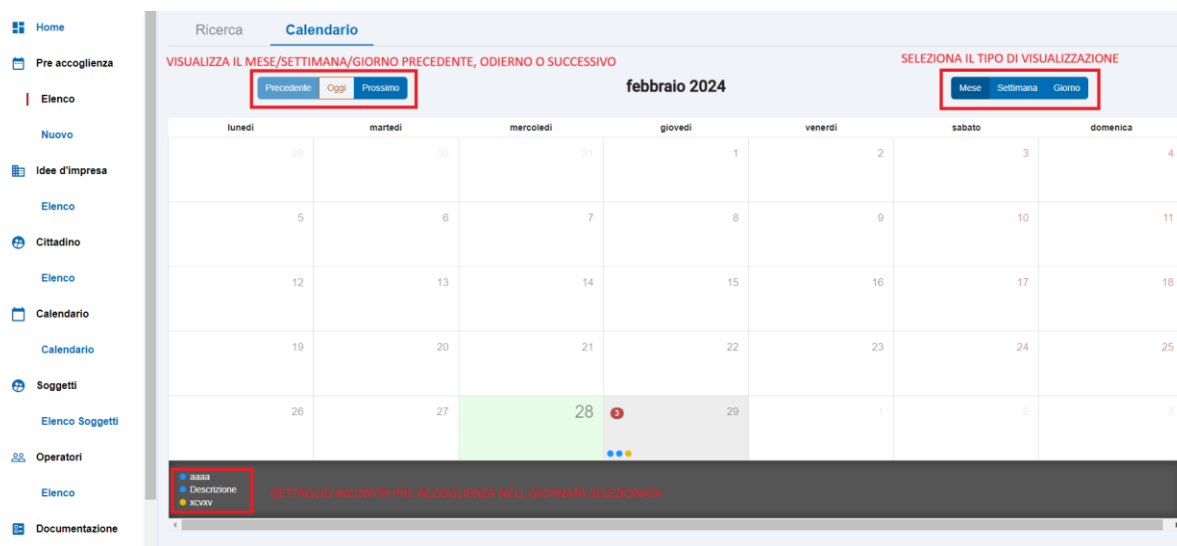 Home
Pre accoglienza
Elenco
Nuovo
Idee d'impresa
Elenco
Cittadino
Elenco
Calendario
Calendario
Soggetti
Elenco Soggetti
Operatori
Elenco
Documentazione
Ricerca Calendario
VISUALIZZA IL MESE/SETTIMANA/GIORNO PRECEDENTE, ODIERNO O SUCCESSIVO
SELEZIONA IL TIPO DI VISUALIZZAZIONE
Precedente Oggi Prossimo
febbraio 2024
Mese Settimana Giorno
lunedì martedì mercoledì giovedì venerdì sabato domenica
29 30 31 1 2 3 4
5 6 7 8 9 10 11
12 13 14 15 16 17 18
19 20 21 22 23 24 25
26 27 28 3 29 1 2 3
aaaa
Descrizione
xcvxv
DETTAGLIO INCONTRI PRE ACCOGLIENZA NELL GIORNATA SELEZIONATA